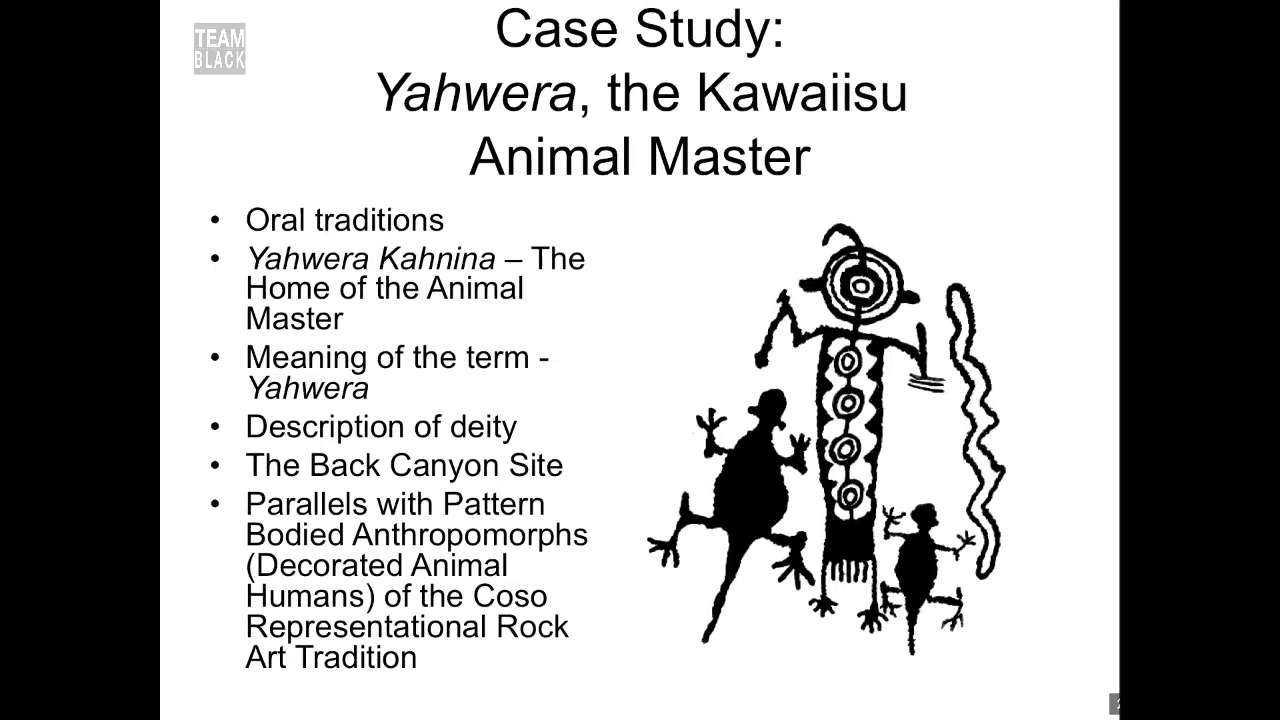 TEAM
BLACK
Case Study:
Yahwera, the Kawaiisu
Animal Master
• Oral traditions
• Yahwera Kahnina – The
Home of the Animal
Master
• Meaning of the term -
Yahwera
• Description of deity
• The Back Canyon Site
• Parallels with Pattern
Bodied Anthropomorphs
(Decorated Animal
Humans) of the Coso
Representational Rock
Art Tradition